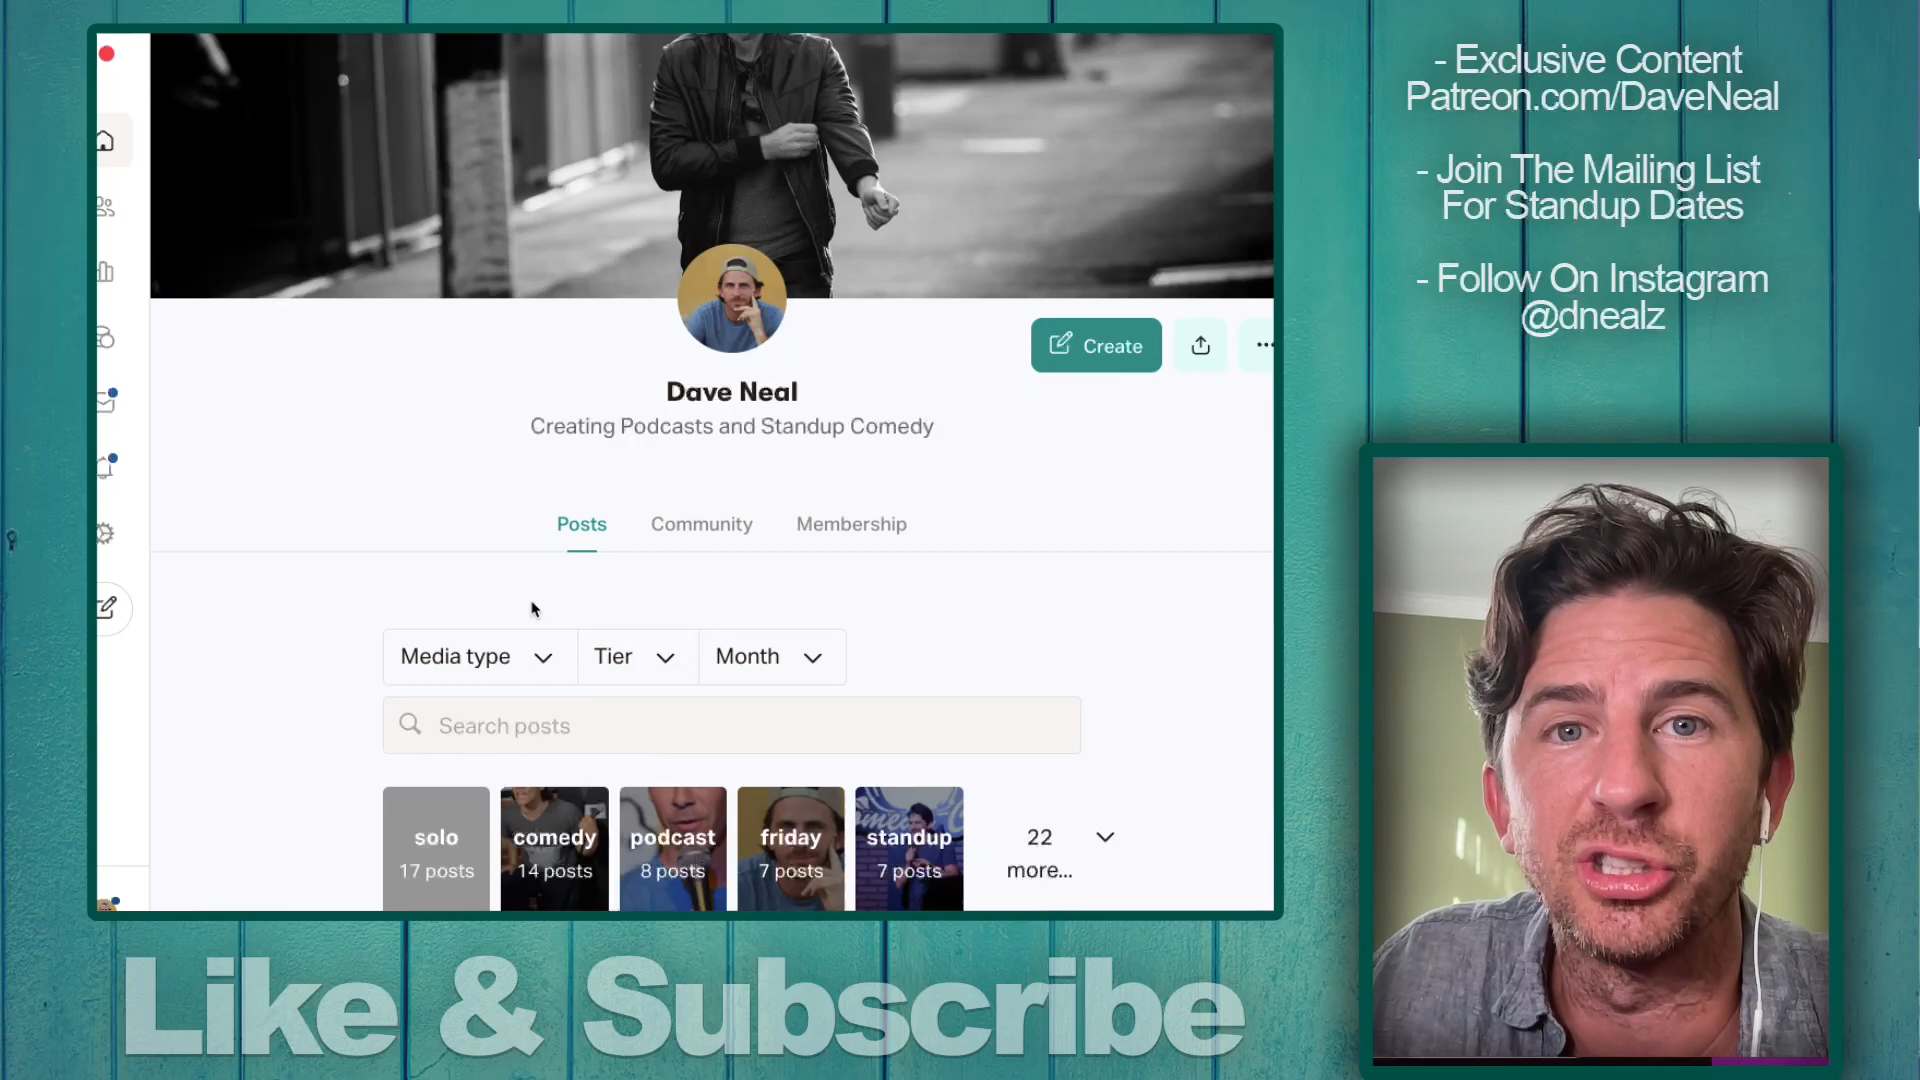 - Exclusive Content
Patreon.com/DaveNeal
- Join The Mailing List
For Standup Dates
- Follow On Instagram
@dnealz
Create
Dave Neal
Creating Podcasts and Standup Comedy
Posts
Community
Membership
Media type
Tier
Month
Search posts
solo
17 posts
comedy
14 posts
podcast
8 posts
friday
7 posts
standup
7 posts
22
more...
Like & Subscribe